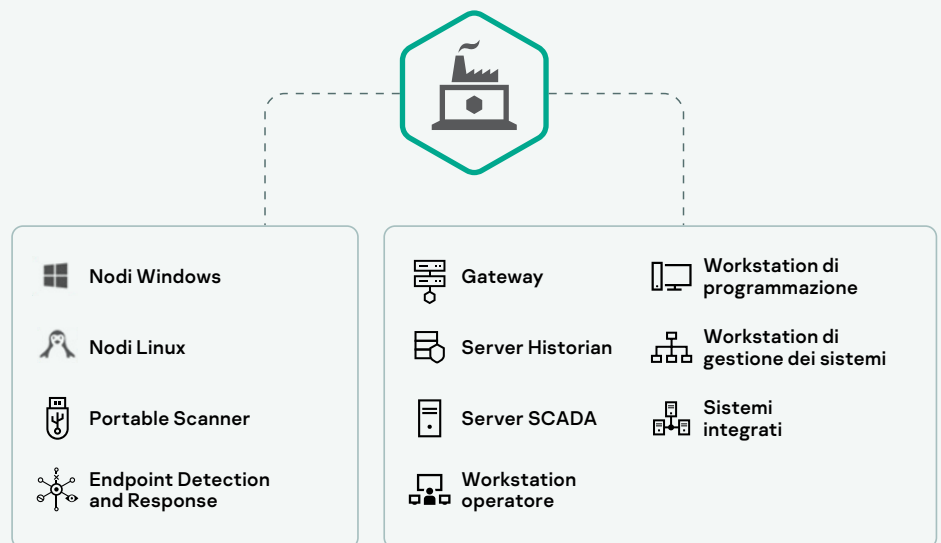 Nodi Windows
Nodi Linux
Portable Scanner
Endpoint Detection
and Response
Gateway
Server Historian
Server SCADA
Workstation
operatore
Workstation di
programmazione
Workstation di
gestione dei sistemi
Sistemi
integrati